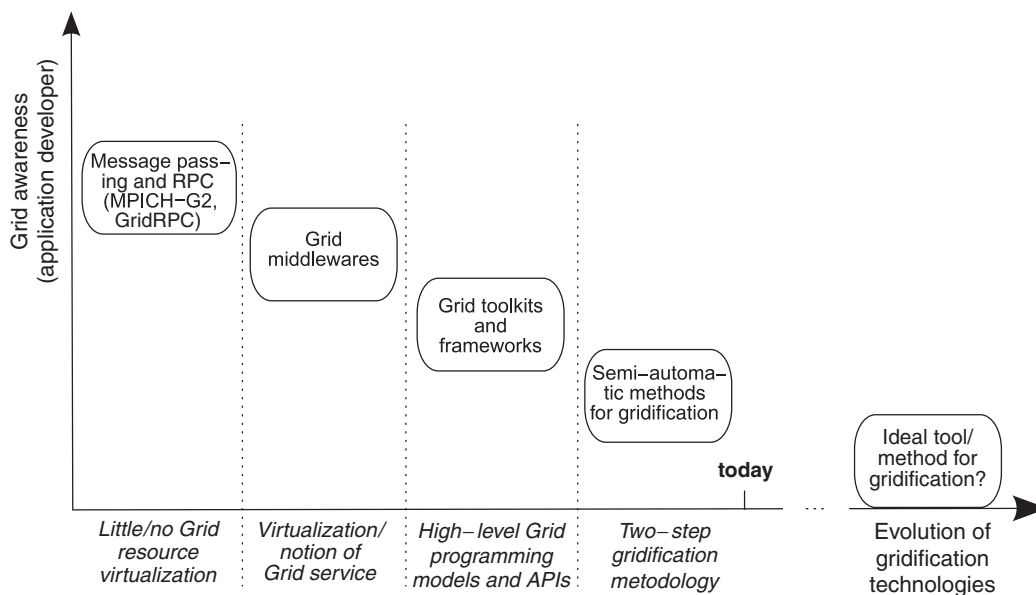 Grid awareness
(application developer)
Message pass–
ing and RPC
(MPICH–G2,
GridRPC)
Grid
middlewares
Grid toolkits
and
frameworks
Semi–automa–
tic methods
for gridification
Ideal tool/
method for
gridification?
today
...
Little/no Grid
resource
virtualization
Virtualization/
notion of
Grid service
High–level Grid
programming
models and APIs
Two–step
gridification
metodology
Evolution of
gridification
technologies